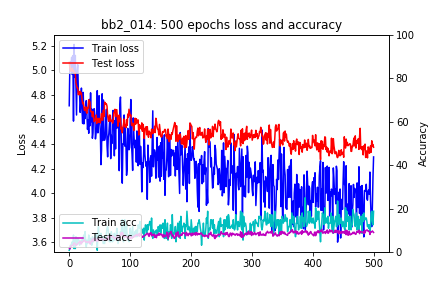 bb2_014: 500 epochs loss and accuracy
Train loss
Test loss
Train acc
Test acc
Loss
5.2
5.0
4.8
4.6
4.4
4.2
4.0
3.8
3.6
Accuracy
100
80
60
40
20
0
0 100 200 300 400 500